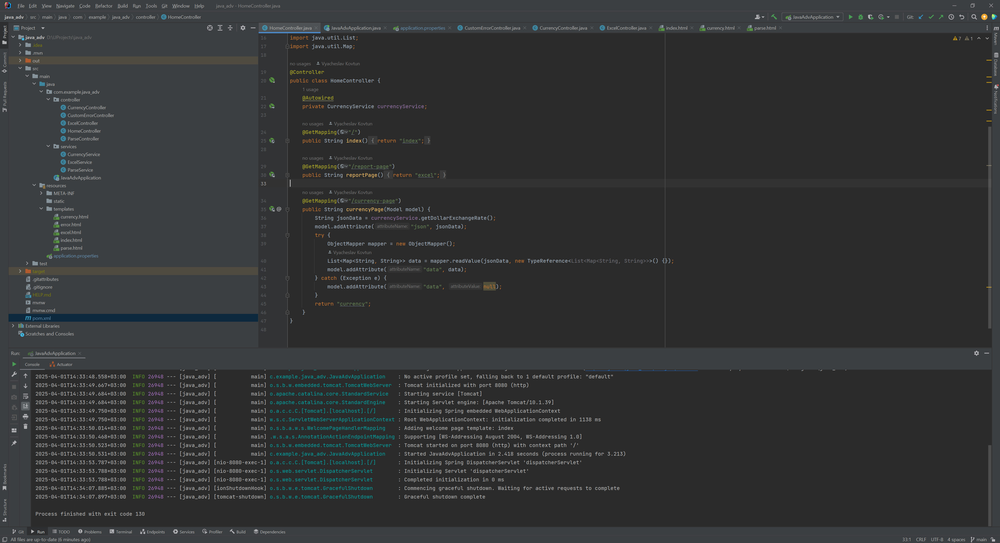 File Edit View Navigate Code Refactor Build Run Tools Git Window Help java_adv - HomeController.java
java_adv src main java com example java_adv controller HomeController
JavaAdvApplication Git:
Project
HomeController.java JavaAdvApplication.java application.properties CustomErrorController.java CurrencyController.java ExcelController.java index.html currency.html parse.html
java_adv D:\UProjects\java_adv
.idea
.mvn
out
src
main
java
com.example.java_adv
controller
CurrencyController
CustomErrorController
ExcelController
HomeController
ParseController
services
CurrencyService
ExcelService
ParseService
JavaAdvApplication
resources
META-INF
static
templates
currency.html
error.html
excel.html
index.html
parse.html
application.properties
test
target
.gitattributes
.gitignore
HELP.md
mvnw
mvnw.cmd
pom.xml
External Libraries
Scratches and Consoles
Project
Commit
Pull Requests
Bookmarks
Structure
7 1
16 import java.util.List;
17 import java.util.Map;
18
no usages Vyacheslav Kovtun
19 @Controller
20 public class HomeController {
1 usage
21 @Autowired
22 private CurrencyService currencyService;
23
no usages Vyacheslav Kovtun
24 @GetMapping("/")
25 public String index() { return "index"; }
28
no usages Vyacheslav Kovtun
29 @GetMapping("/report-page")
30 public String reportPage() { return "excel"; }
33
no usages Vyacheslav Kovtun
34 @GetMapping("/currency-page")
35 @ public String currencyPage(Model model) {
36 String jsonData = currencyService.getDollarExchangeRate();
37 model.addAttribute( attributeName: "json", jsonData);
38 try {
39 ObjectMapper mapper = new ObjectMapper();
Vyacheslav Kovtun
40 List<Map<String, String>> data = mapper.readValue(jsonData, new TypeReference<List<Map<String, String>>>() {});
41 model.addAttribute( attributeName: "data", data);
42 } catch (Exception e) {
43 model.addAttribute( attributeName: "data", attributeValue: null);
44 }
45 return "currency";
46 }
47 }
48
Maven
Database
Notifications
Run: JavaAdvApplication
Console Actuator
2025-04-01T14:33:48.558+03:00 INFO 26948 --- [java_adv] [ main] c.example.java_adv.JavaAdvApplication : No active profile set, falling back to 1 default profile: "default"
2025-04-01T14:33:49.667+03:00 INFO 26948 --- [java_adv] [ main] o.s.b.w.embedded.tomcat.TomcatWebServer : Tomcat initialized with port 8080 (http)
2025-04-01T14:33:49.684+03:00 INFO 26948 --- [java_adv] [ main] o.apache.catalina.core.StandardService : Starting service [Tomcat]
2025-04-01T14:33:49.684+03:00 INFO 26948 --- [java_adv] [ main] o.apache.catalina.core.StandardEngine : Starting Servlet engine: [Apache Tomcat/10.1.39]
2025-04-01T14:33:49.750+03:00 INFO 26948 --- [java_adv] [ main] o.a.c.c.C.[Tomcat].[localhost].[/] : Initializing Spring embedded WebApplicationContext
2025-04-01T14:33:49.750+03:00 INFO 26948 --- [java_adv] [ main] w.s.c.ServletWebServerApplicationContext : Root WebApplicationContext: initialization completed in 1138 ms
2025-04-01T14:33:50.014+03:00 INFO 26948 --- [java_adv] [ main] o.s.b.a.w.s.WelcomePageHandlerMapping : Adding welcome page template: index
2025-04-01T14:33:50.468+03:00 INFO 26948 --- [java_adv] [ main] .w.s.a.s.AnnotationActionEndpointMapping : Supporting [WS-Addressing August 2004, WS-Addressing 1.0]
2025-04-01T14:33:50.523+03:00 INFO 26948 --- [java_adv] [ main] o.s.b.w.embedded.tomcat.TomcatWebServer : Tomcat started on port 8080 (http) with context path '/'
2025-04-01T14:33:50.531+03:00 INFO 26948 --- [java_adv] [ main] c.example.java_adv.JavaAdvApplication : Started JavaAdvApplication in 2.418 seconds (process running for 3.213)
2025-04-01T14:33:53.787+03:00 INFO 26948 --- [java_adv] [nio-8080-exec-1] o.a.c.c.C.[Tomcat].[localhost].[/] : Initializing Spring DispatcherServlet 'dispatcherServlet'
2025-04-01T14:33:53.788+03:00 INFO 26948 --- [java_adv] [nio-8080-exec-1] o.s.web.servlet.DispatcherServlet : Initializing Servlet 'dispatcherServlet'
2025-04-01T14:33:53.788+03:00 INFO 26948 --- [java_adv] [nio-8080-exec-1] o.s.web.servlet.DispatcherServlet : Completed initialization in 0 ms
2025-04-01T14:34:07.885+03:00 INFO 26948 --- [java_adv] [ionShutdownHook] o.s.b.w.e.tomcat.GracefulShutdown : Commencing graceful shutdown. Waiting for active requests to complete
2025-04-01T14:34:07.897+03:00 INFO 26948 --- [java_adv] [tomcat-shutdown] o.s.b.w.e.tomcat.GracefulShutdown : Graceful shutdown complete
Process finished with exit code 130
Git Run TODO Problems Terminal Endpoints Services Profiler Build Dependencies
All files are up-to-date (6 minutes ago) 33:1 CRLF UTF-8 4 spaces main